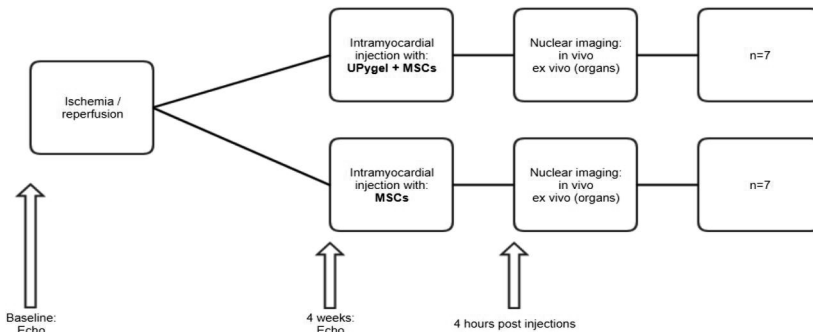 Ischemia /
reperfusion
Intramyocardial
injection with:
UPygel + MSCs
Nuclear imaging:
in vivo
ex vivo (organs)
n=7
Intramyocardial
injection with:
MSCs
Nuclear imaging:
in vivo
ex vivo (organs)
n=7
Baseline:
Echo
4 weeks:
Echo
4 hours post injections